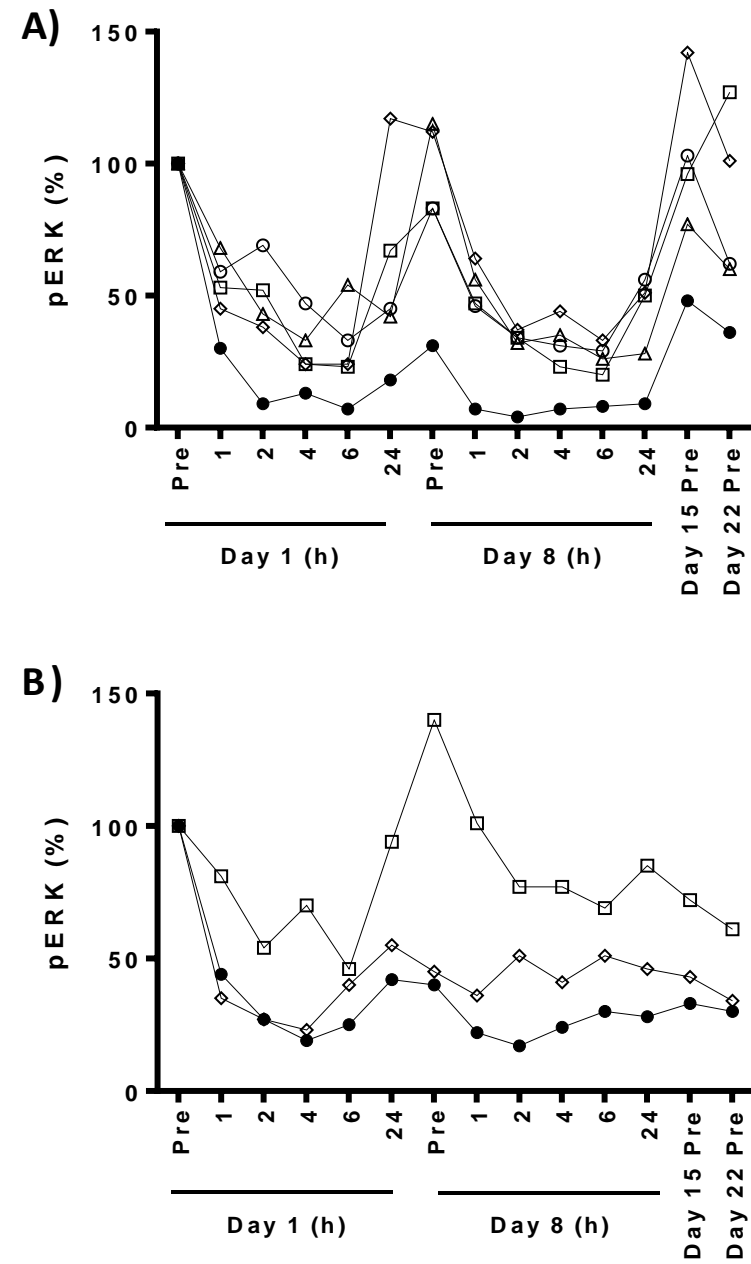 A)
150
100
50
0
pERK (%)
Pre 1 2 4 6 24 Pre 1 2 4 6 24 Day 15 Pre Day 22 Pre
Day 1 (h) Day 8 (h)
B)
150
100
50
0
pERK (%)
Pre 1 2 4 6 24 Pre 1 2 4 6 24 Day 15 Pre Day 22 Pre
Day 1 (h) Day 8 (h)